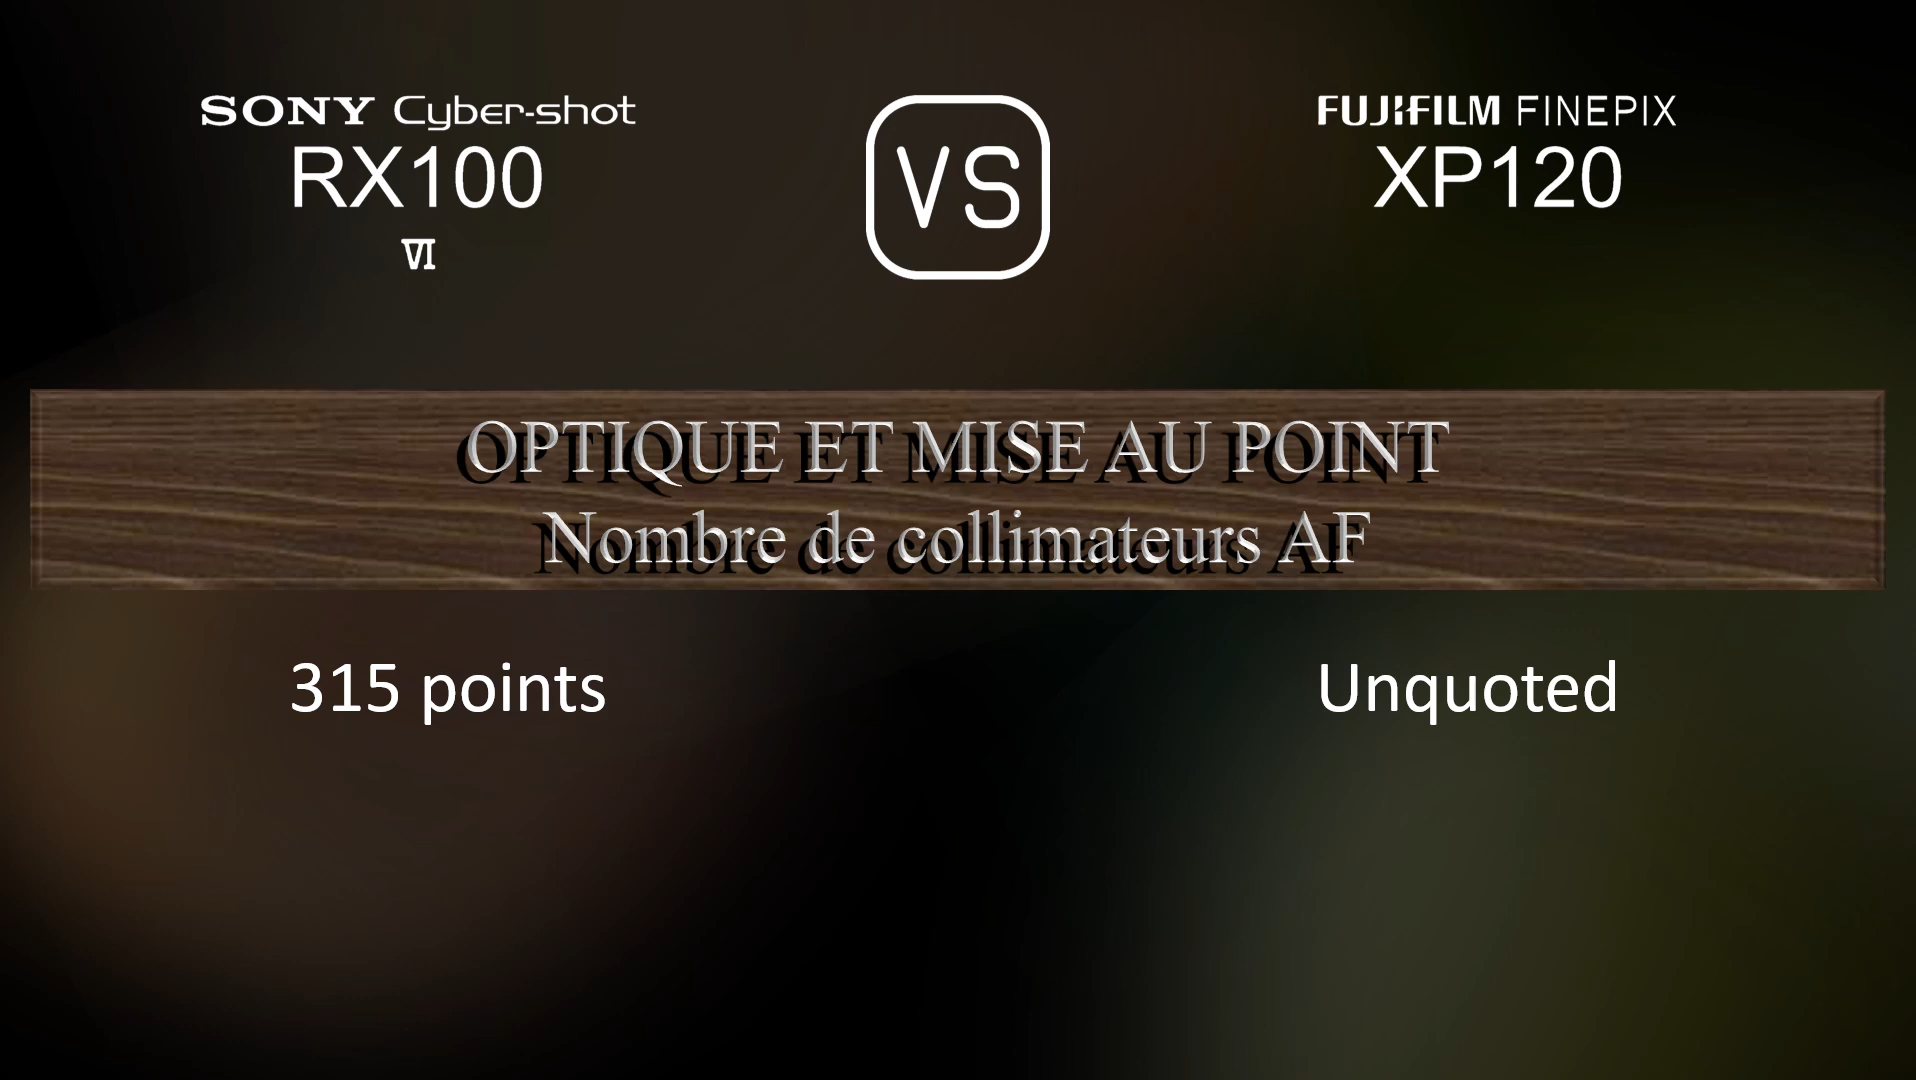 SONY Cyber-shot
RX100
VI
VS
FUJIFILM FINEPIX
XP120
OPTIQUE ET MISE AU POINT
Nombre de collimateurs AF
315 points
Unquoted